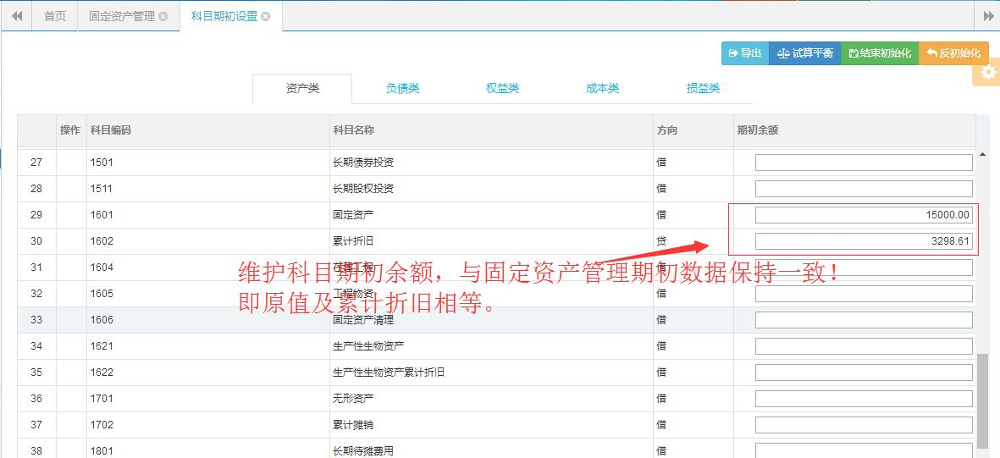 首页 固定资产管理 科目期初设置
导出 试算平衡 结束初始化 反初始化
资产类 负债类 权益类 成本类 损益类
操作 科目编码 科目名称 方向 期初余额
27 1501 长期债券投资 借
28 1511 长期股权投资 借
29 1601 固定资产 借 15000.00
30 1602 累计折旧 贷 3298.61
31 1604 在建工程 借
维护科目期初余额，与固定资产管理期初数据保持一致！
32 1605 工程物资 借
即原值及累计折旧相等。
33 1606 固定资产清理 借
34 1621 生产性生物资产 借
35 1622 生产性生物资产累计折旧 借
36 1701 无形资产 借
37 1702 累计摊销 借
38 1801 长期待摊费用 借